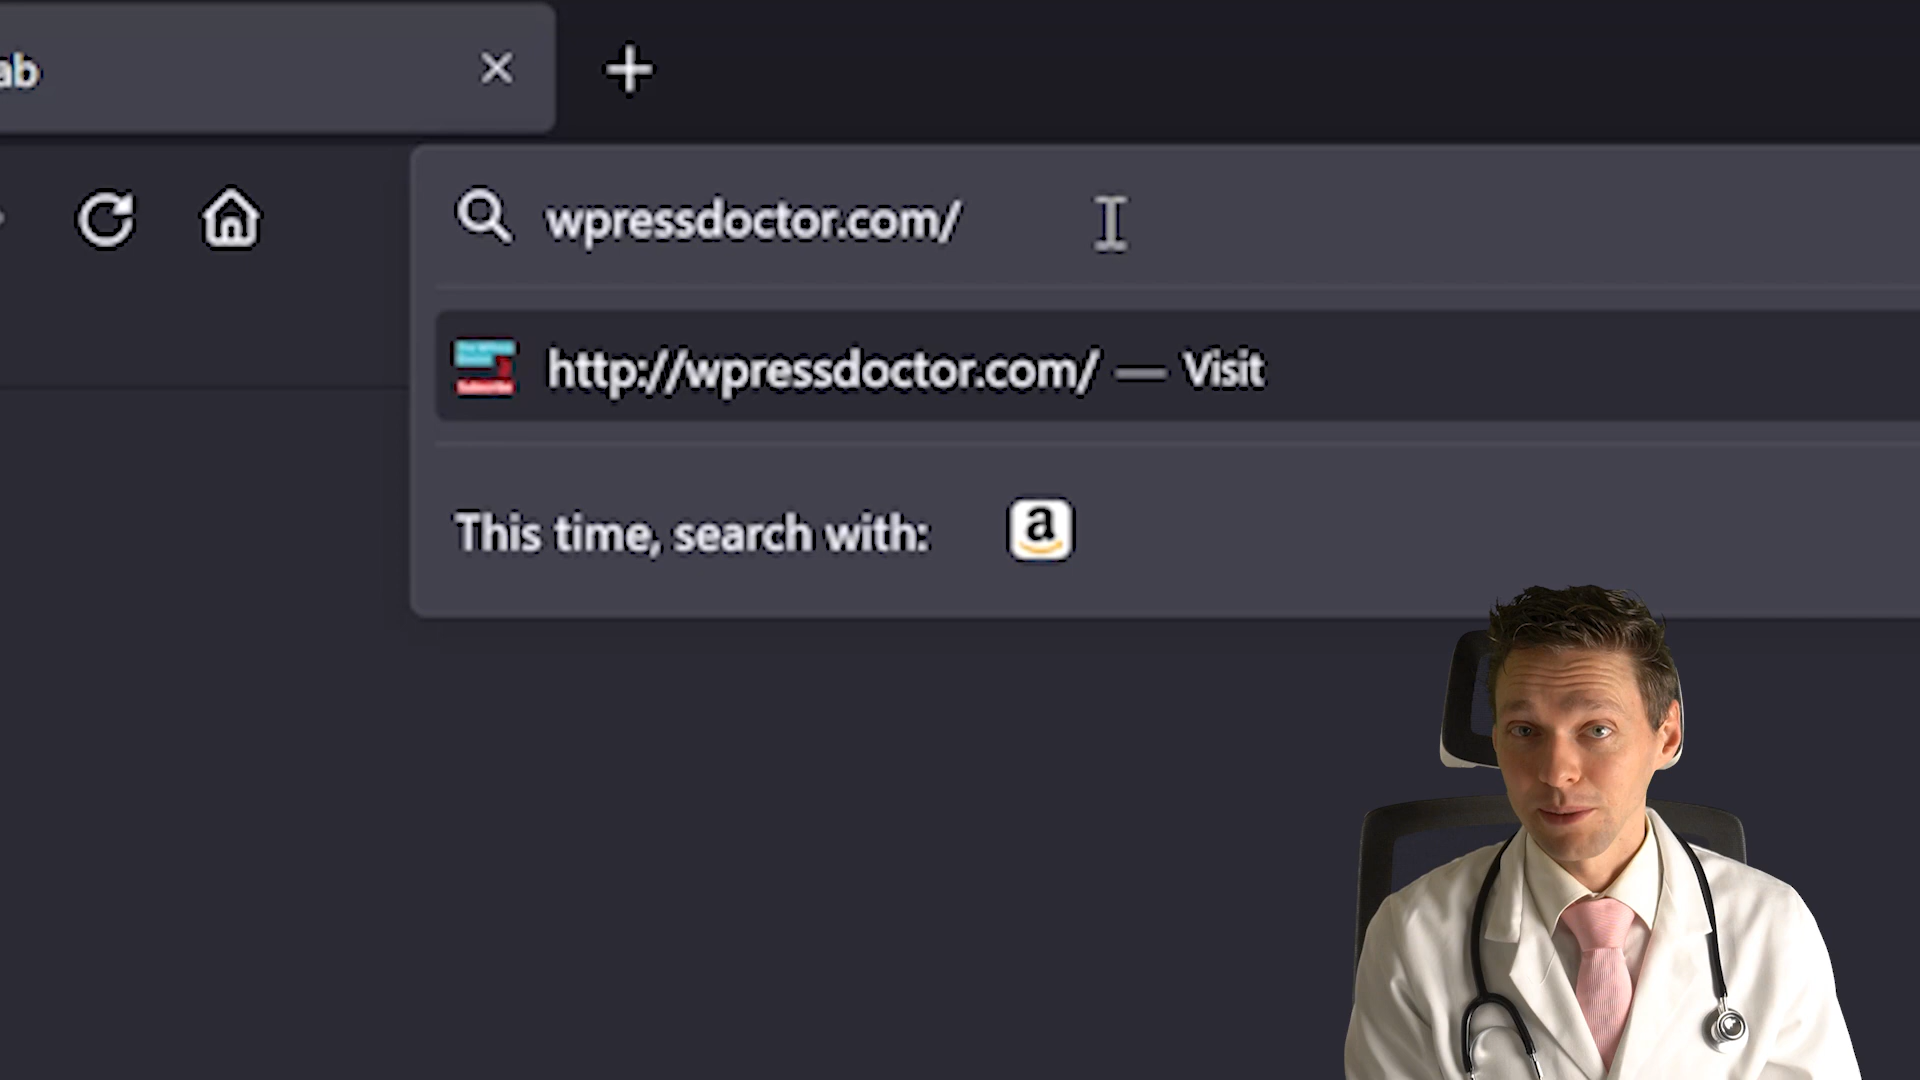 ab
wpressdoctor.com/
http://wpressdoctor.com/ — Visit
This time, search with:
a